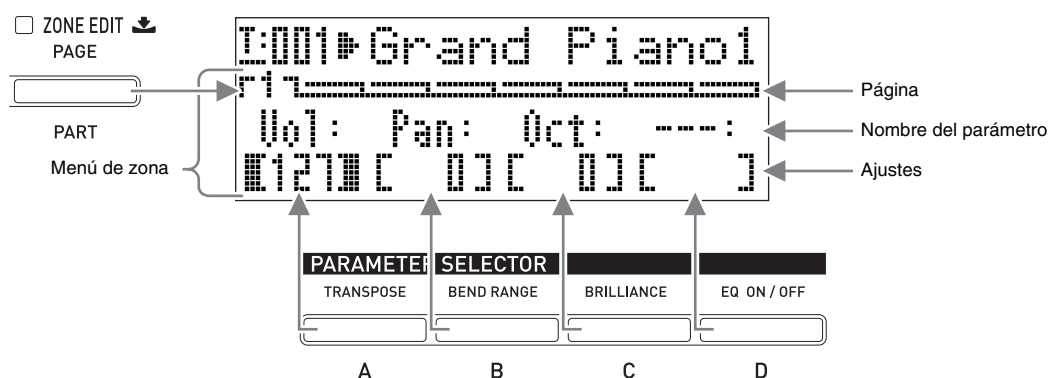 ZONE EDIT
PAGE
PART
Menú de zona
I:001▶Grand Piano1
1
Vol: Pan: Oct: ---:
[127] [ 0] [ 0] [ ]
Página
Nombre del parámetro
Ajustes
PARAMETER SELECTOR
TRANSPOSE BEND RANGE BRILLIANCE EQ ON / OFF
A B C D